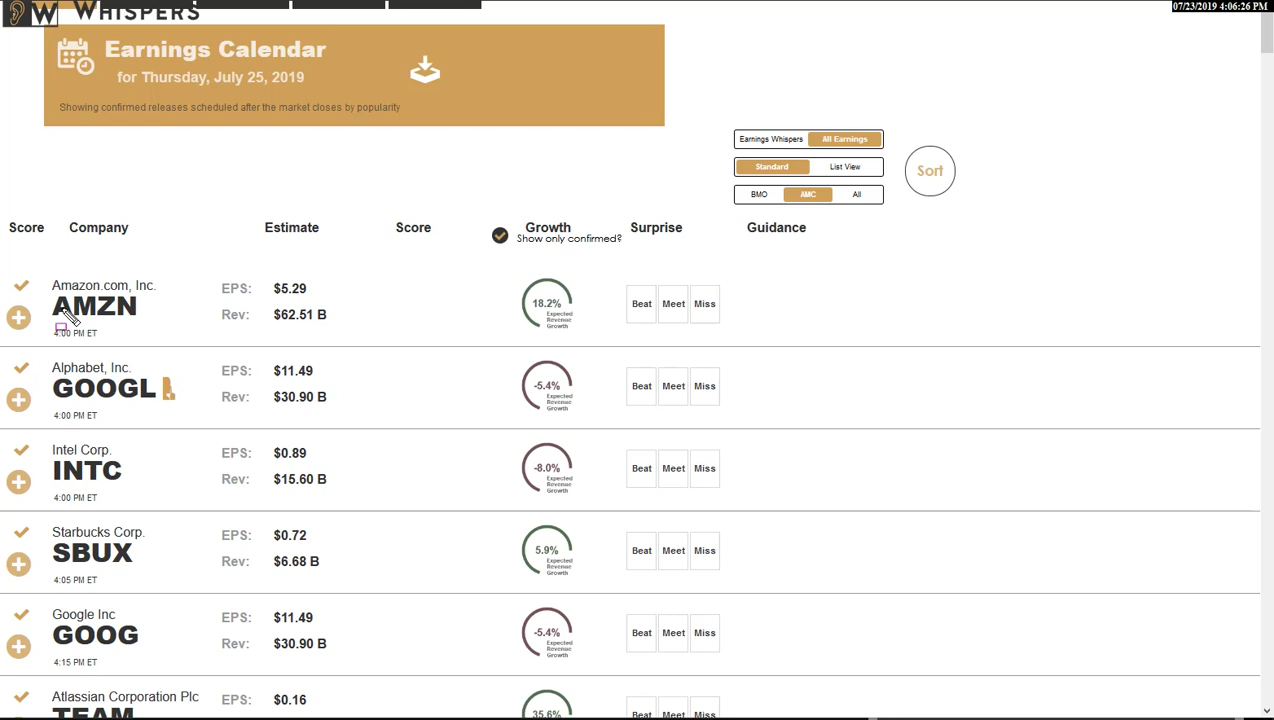 07/23/2019 4:06:26 PM
W WHISPERS
Earnings Calendar
for Thursday, July 25, 2019
Showing confirmed releases scheduled after the market closes by popularity
Earnings Whispers All Earnings
Standard List View
Sort
BMO AMC All
Score Company Estimate Score Growth Surprise Guidance
Show only confirmed?
Amazon.com, Inc.
AMZN
4:00 PM ET
EPS: $5.29
Rev: $62.51 B
18.2%
Expected
Revenue
Growth
Beat Meet Miss
Alphabet, Inc.
GOOGL
4:00 PM ET
EPS: $11.49
Rev: $30.90 B
-5.4%
Expected
Revenue
Growth
Beat Meet Miss
Intel Corp.
INTC
4:00 PM ET
EPS: $0.89
Rev: $15.60 B
-8.0%
Expected
Revenue
Growth
Beat Meet Miss
Starbucks Corp.
SBUX
4:05 PM ET
EPS: $0.72
Rev: $6.68 B
5.9%
Expected
Revenue
Growth
Beat Meet Miss
Google Inc
GOOG
4:15 PM ET
EPS: $11.49
Rev: $30.90 B
-5.4%
Expected
Revenue
Growth
Beat Meet Miss
Atlassian Corporation Plc
TEAM
EPS: $0.16
35.6%
Beat Meet Miss